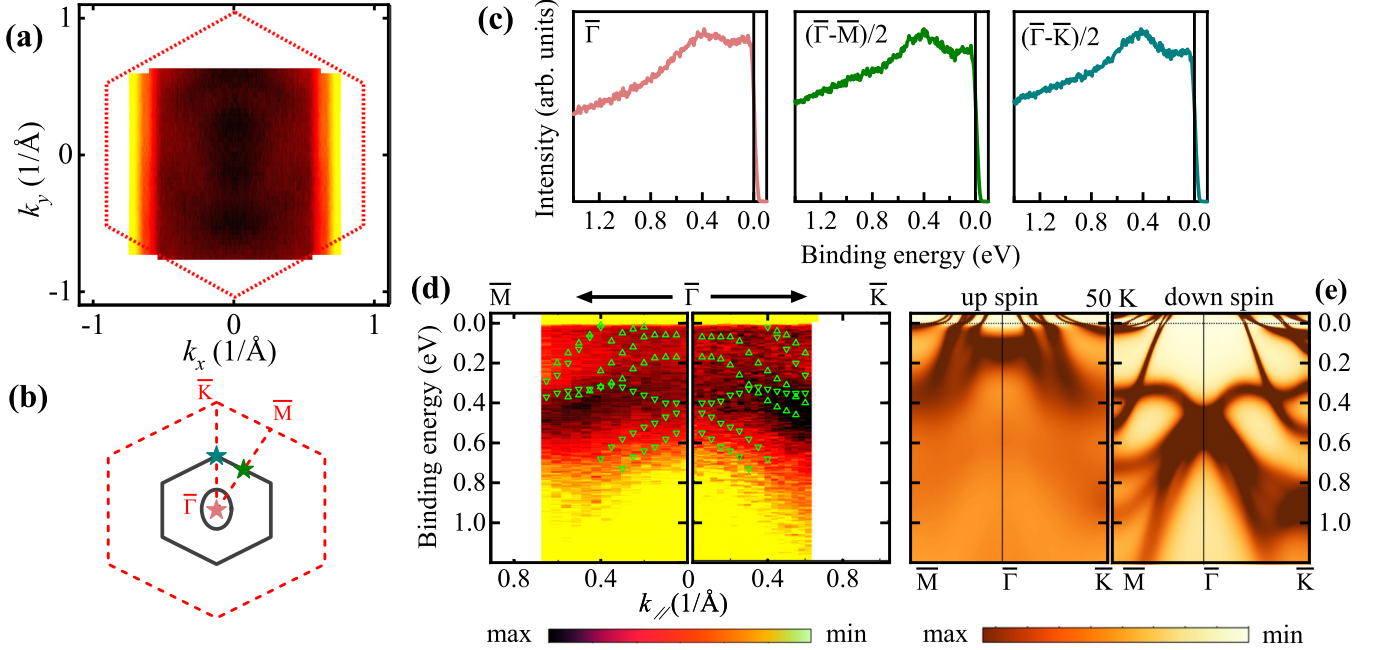 (a)
1
0
-1
k_y (1/Å)
-1
0
1
k_x (1/Å)
(b)
K̅
M̅
Γ̅
(c)
Intensity (arb. units)
Γ̅
(Γ̅-M̅)/2
(Γ̅-K̅)/2
1.2 0.8 0.4 0.0
1.2 0.8 0.4 0.0
1.2 0.8 0.4 0.0
Binding energy (eV)
(d)
M̅ Γ̅ K̅
Binding energy (eV)
0.0
0.2
0.4
0.6
0.8
1.0
0.8 0.4 0 0.4 0.8
k_// (1/Å)
max min
(e)
up spin 50 K down spin
0.0
0.2
0.4
0.6
0.8
1.0
M̅ Γ̅ K̅ M̅ Γ̅ K̅
max min